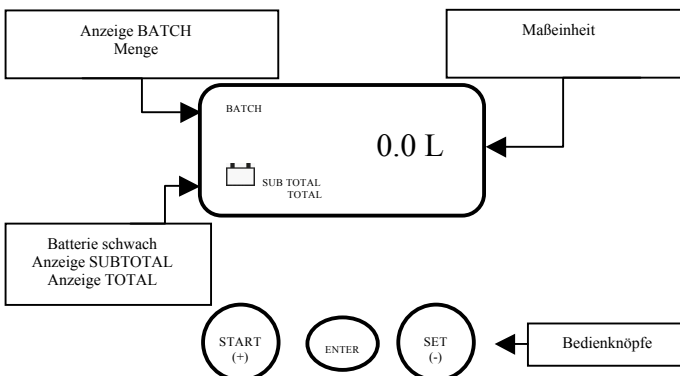 Anzeige BATCH
Menge
Maßeinheit
BATCH
0.0 L
SUB TOTAL
TOTAL
Batterie schwach
Anzeige SUBTOTAL
Anzeige TOTAL
START
(+)
ENTER
SET
(-)
Bedienknöpfe